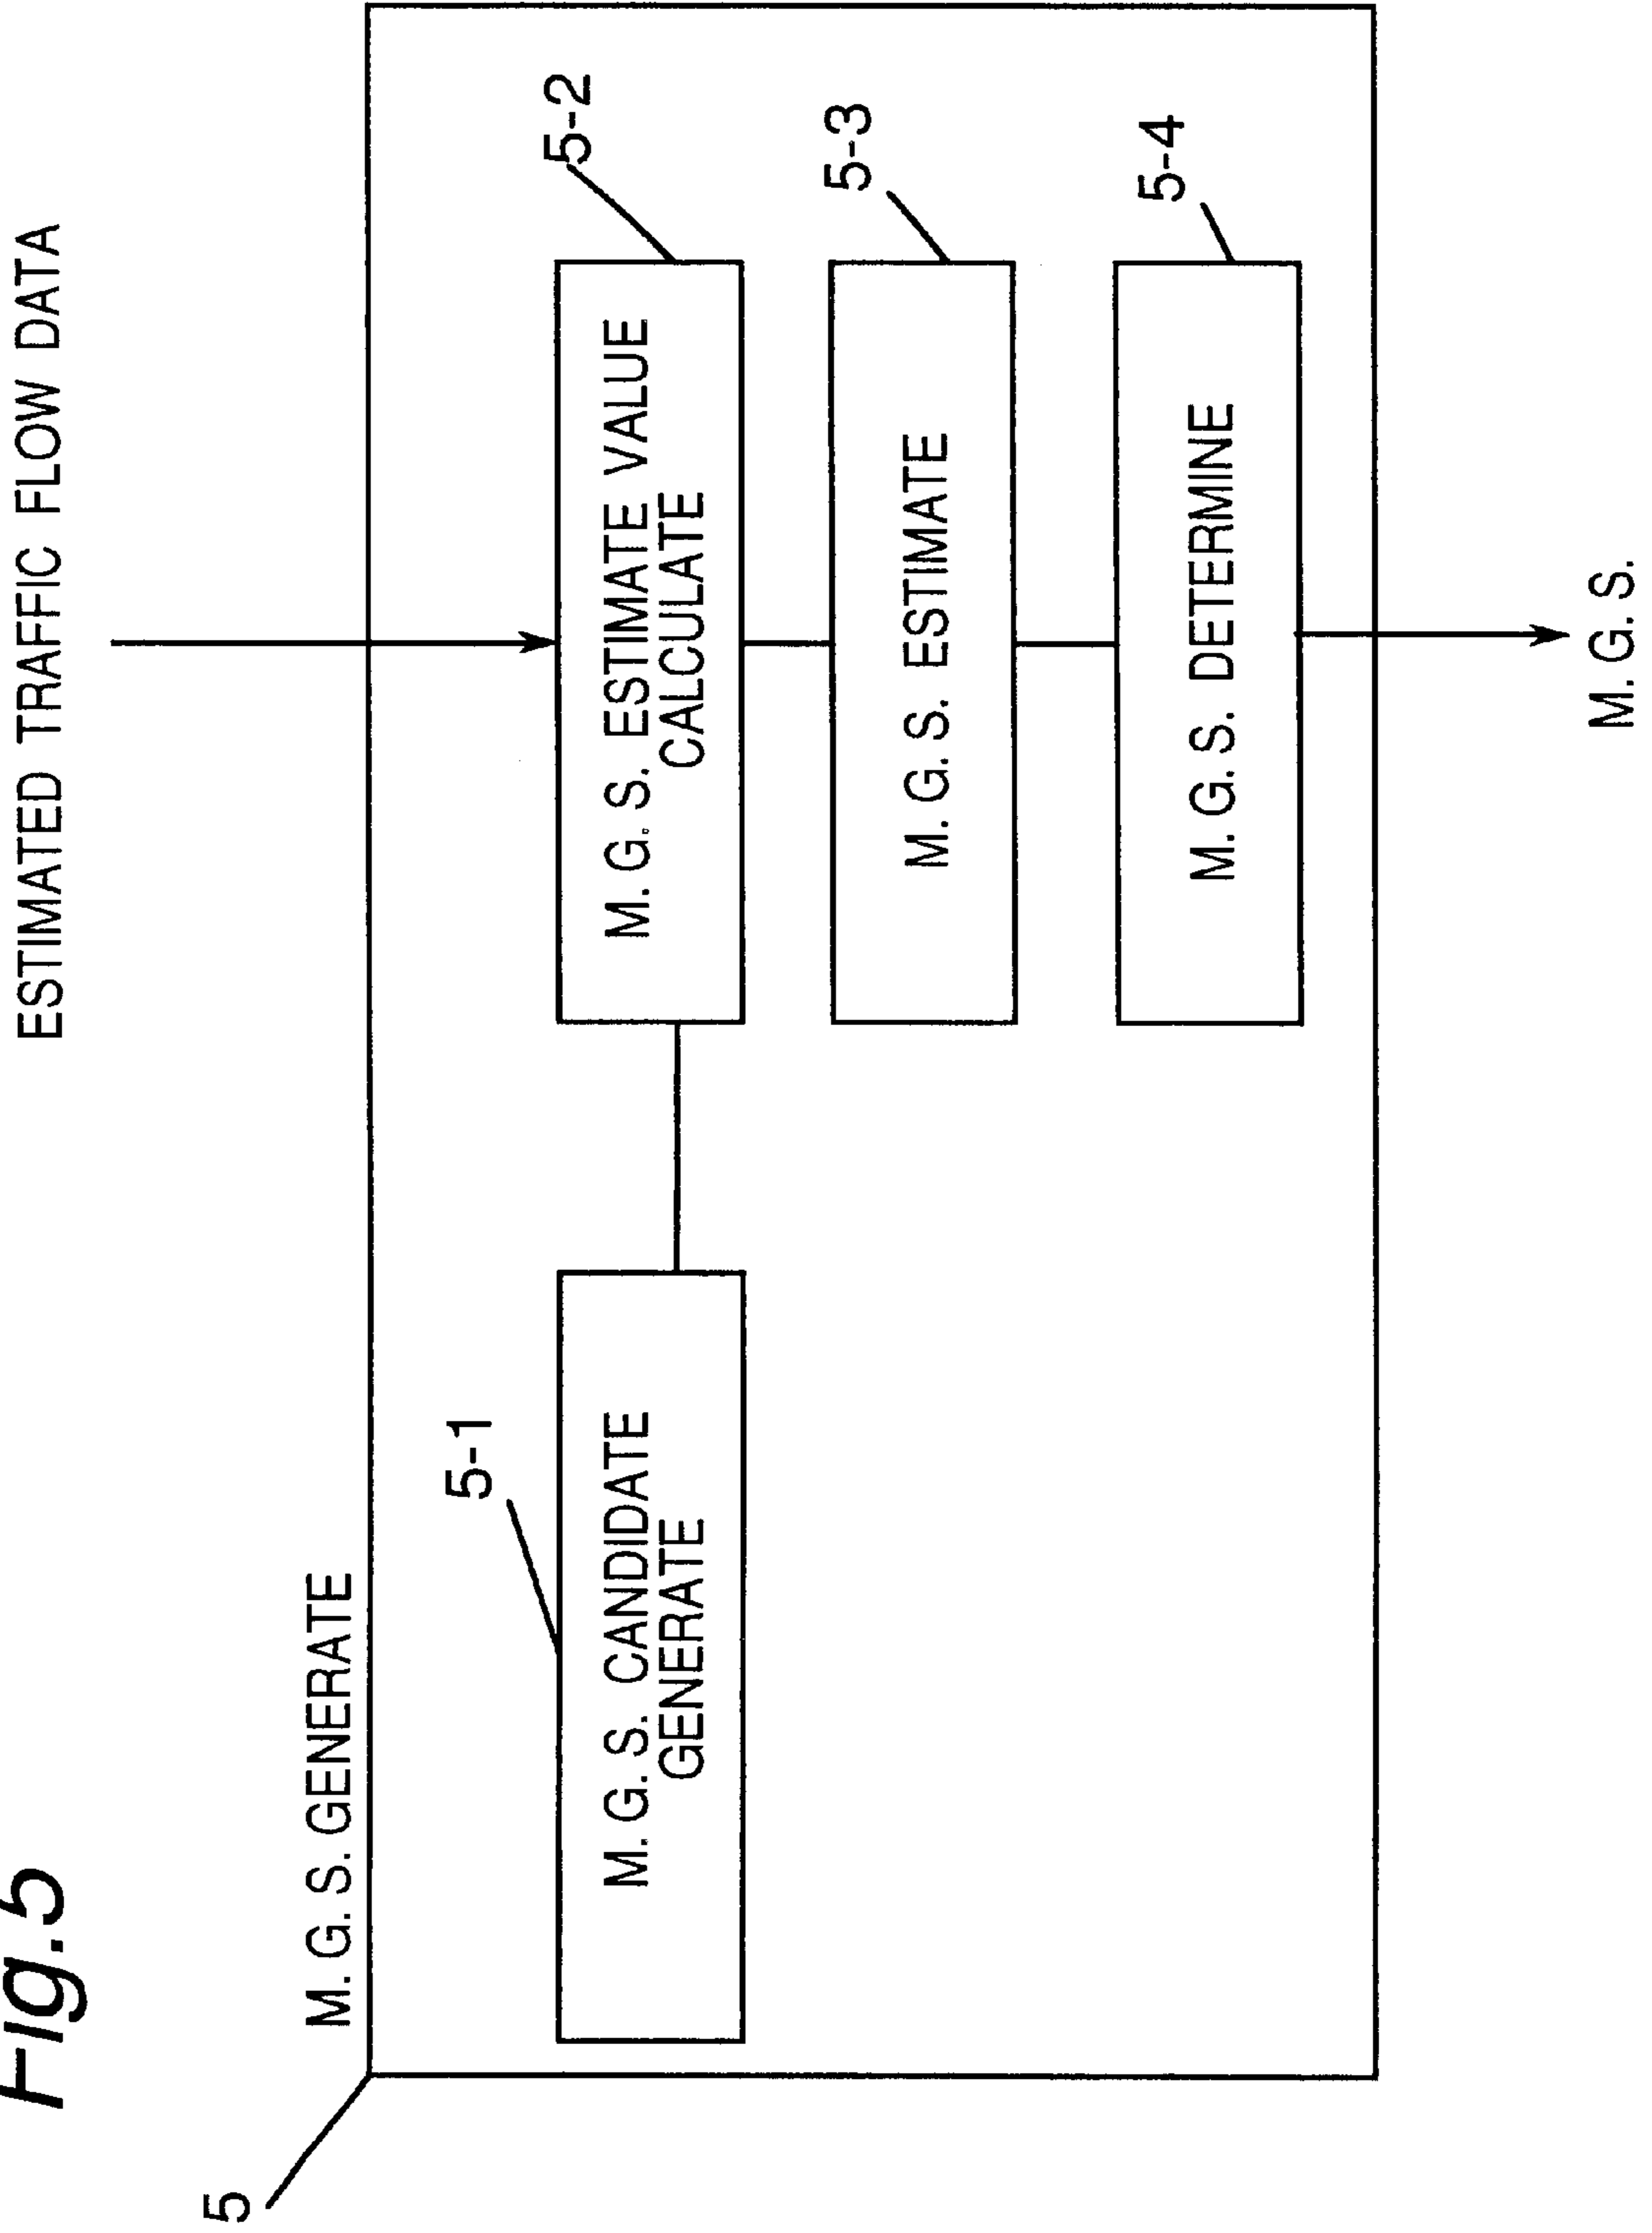 Fig.5
ESTIMATED TRAFFIC FLOW DATA
5
M. G. S. GENERATE
5-1
M. G. S. CANDIDATE
GENERATE
5-2
M. G. S. ESTIMATE VALUE
CALCULATE
5-3
M. G. S. ESTIMATE
5-4
M. G. S. DETERMINE
M. G. S.